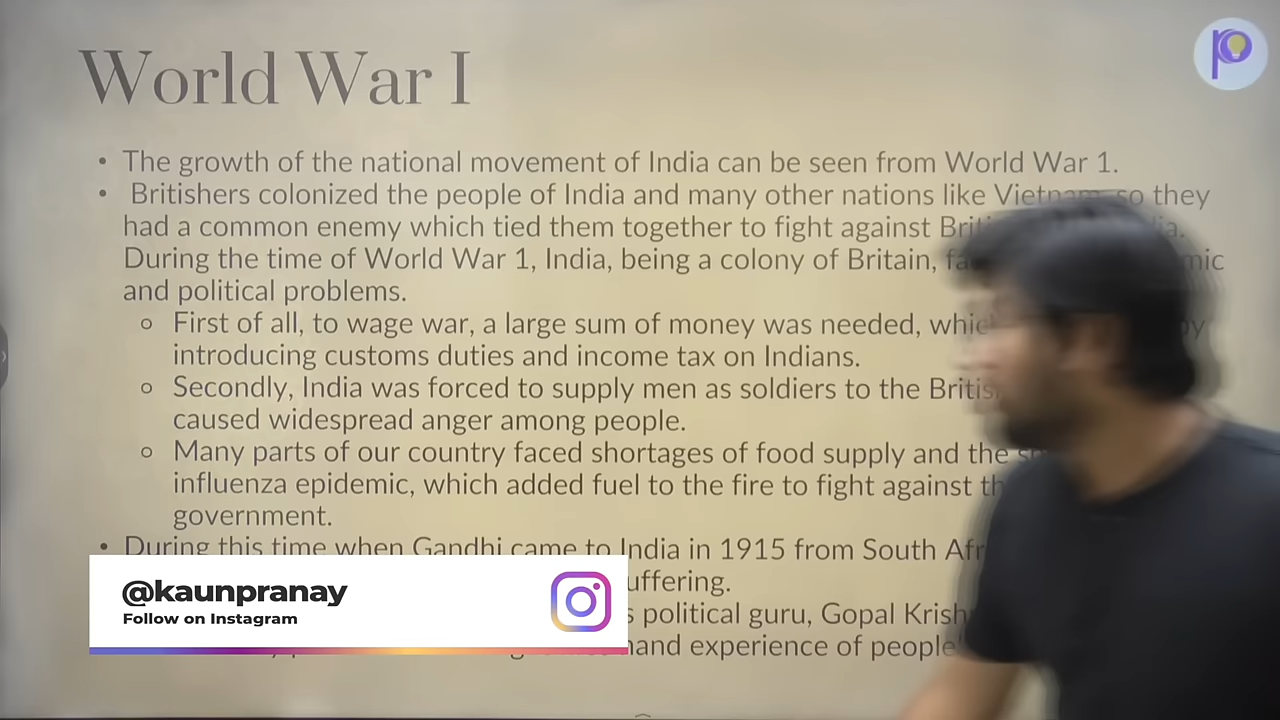 World War I
• The growth of the national movement of India can be seen from World War 1.
• Britishers colonized the people of India and many other nations like Vietnam, so they
had a common enemy which tied them together to fight against
During the time of World War 1, India, being a colony of Britain,
and political problems.
o First of all, to wage war, a large sum of money was needed,
introducing customs duties and income tax on Indians.
o Secondly, India was forced to supply men as soldiers to the
caused widespread anger among people.
o Many parts of our country faced shortages of food supply and the
influenza epidemic, which added fuel to the fire to fight against
government.
• During this time when Gandhi came to India in 1915 from South
political guru, Gopal
experience of
@kaunpranay
Follow on Instagram